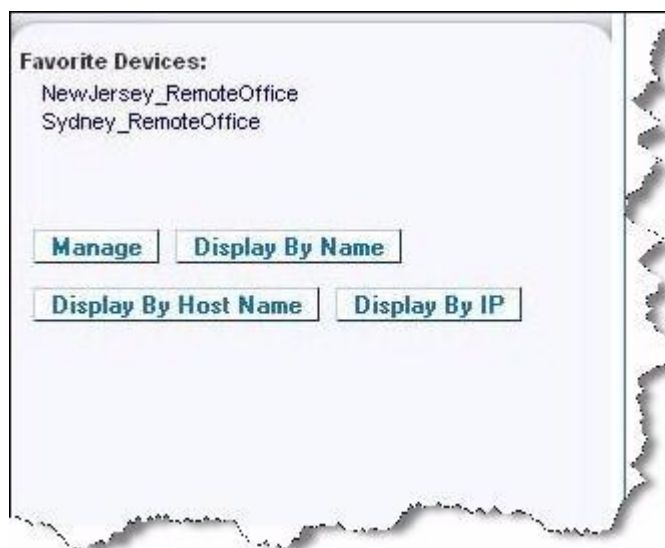 Favorite Devices:
NewJersey_RemoteOffice
Sydney_RemoteOffice
Manage Display By Name
Display By Host Name Display By IP